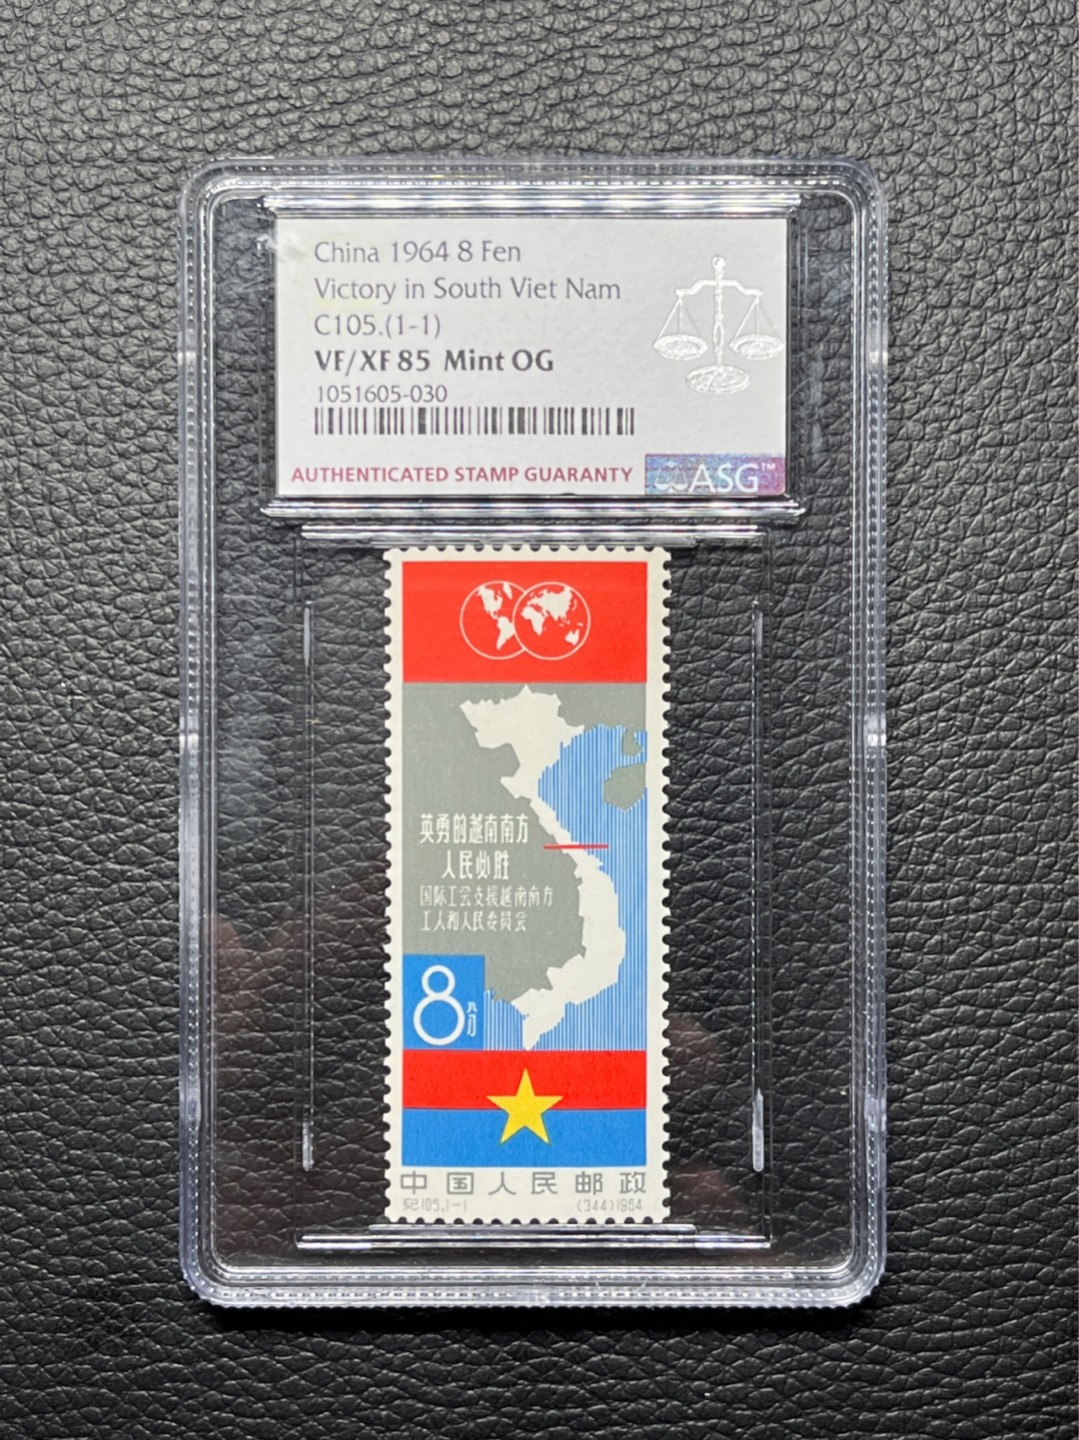 China 1964 8 Fen
Victory in South Viet Nam
C105.(1-1)
VF/XF 85 Mint OG
1051605-030
AUTHENTICATED STAMP GUARANTY
ASG™
英勇的越南南方
人民必胜
国际工会支援越南南方
工人和人民委員会
8分
中国人民邮政
纪105.1-1 (344)1964